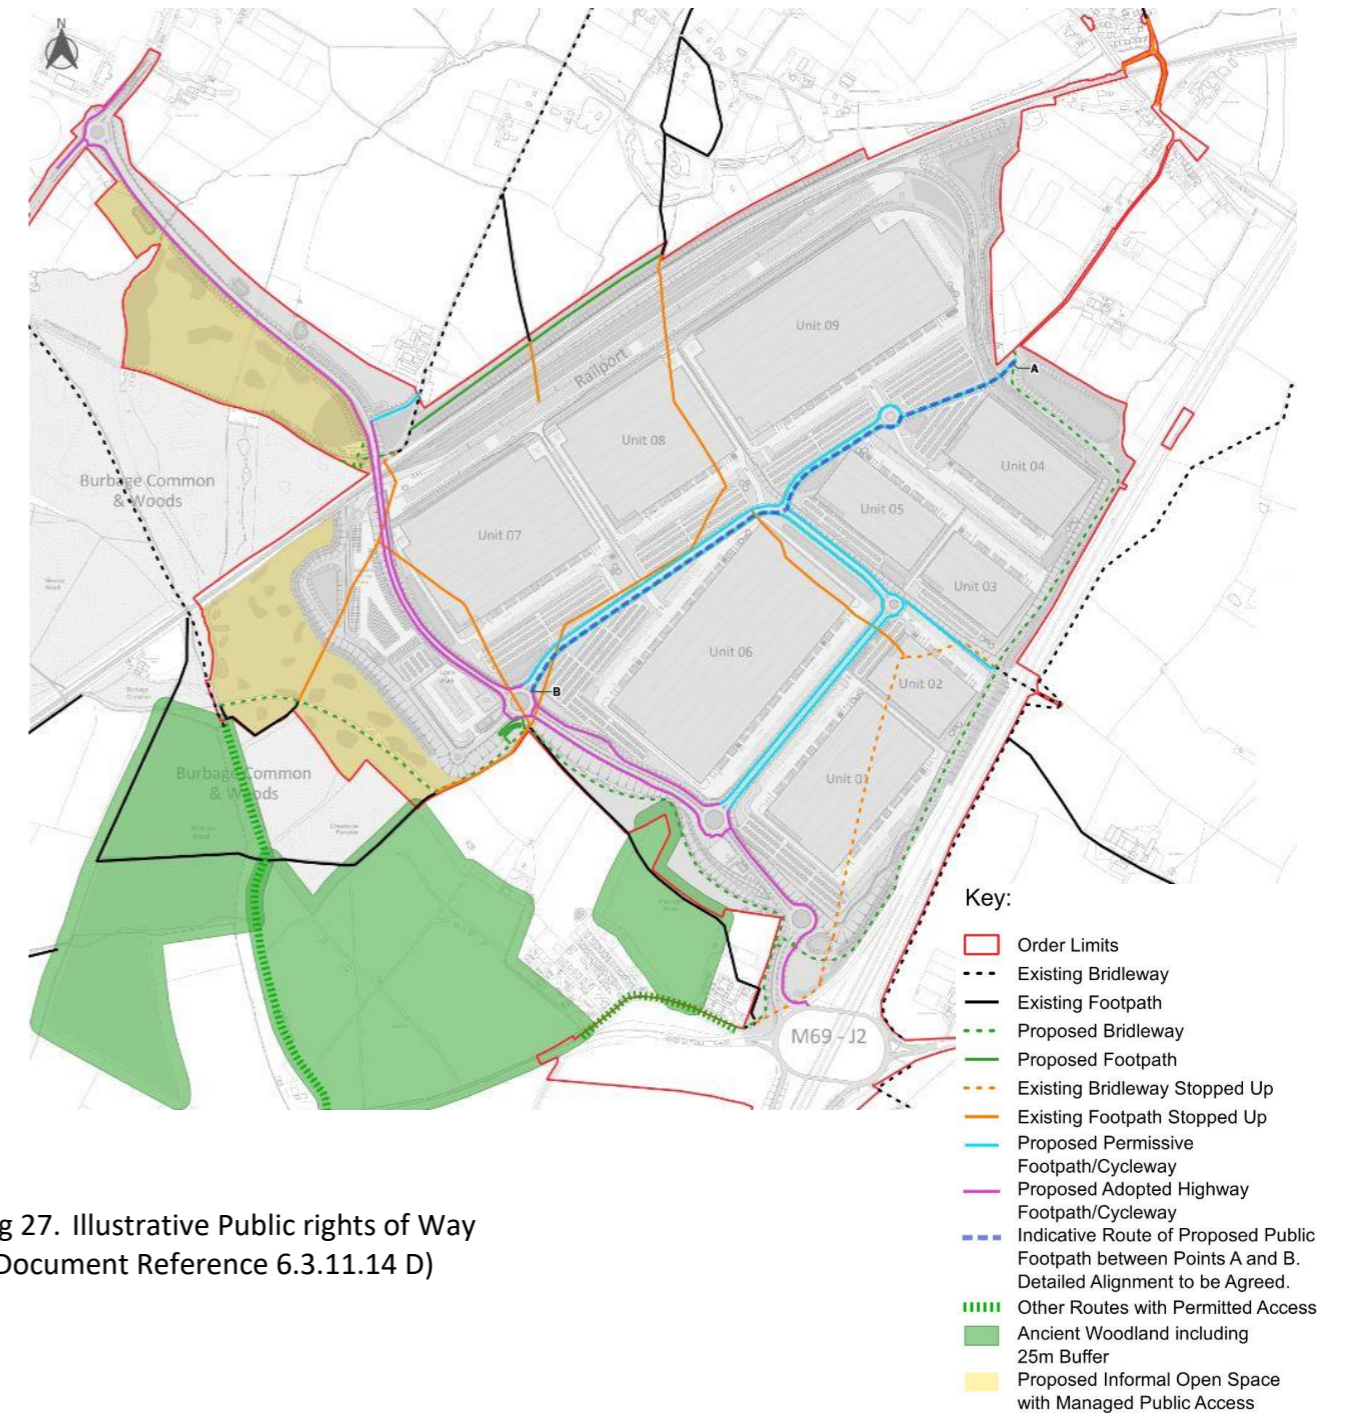 N
Unit 09
Railport
A
Unit 08
Unit 04
Burbage Common
& Woods
Unit 05
Unit 07
Unit 03
Unit 06
Unit 02
B
Burbage Common
& Woods
Unit 01
M69 - J2
Key:
Order Limits
Existing Bridleway
Existing Footpath
Proposed Bridleway
Proposed Footpath
Existing Bridleway Stopped Up
Existing Footpath Stopped Up
Proposed Permissive
Footpath/Cycleway
Proposed Adopted Highway
Footpath/Cycleway
Indicative Route of Proposed Public
Footpath between Points A and B.
Detailed Alignment to be Agreed.
Other Routes with Permitted Access
Ancient Woodland including
25m Buffer
Proposed Informal Open Space
with Managed Public Access
g 27. Illustrative Public rights of Way
Document Reference 6.3.11.14 D)